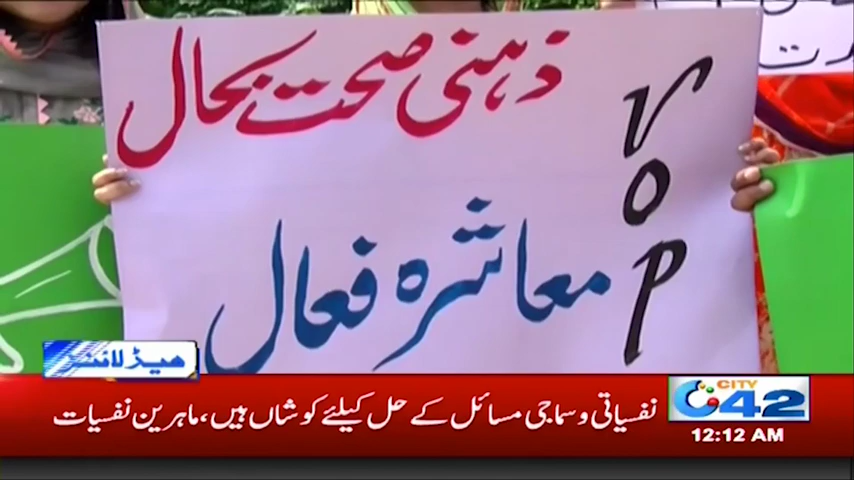 ذہنی صحت بحال
معاشرہ فعال
VOP
ہیڈلائنز
نفسیاتی و سماجی مسائل کے حل کیلئے کوشاں ہیں، ماہرین نفسیات
CITY
42
12:12 AM